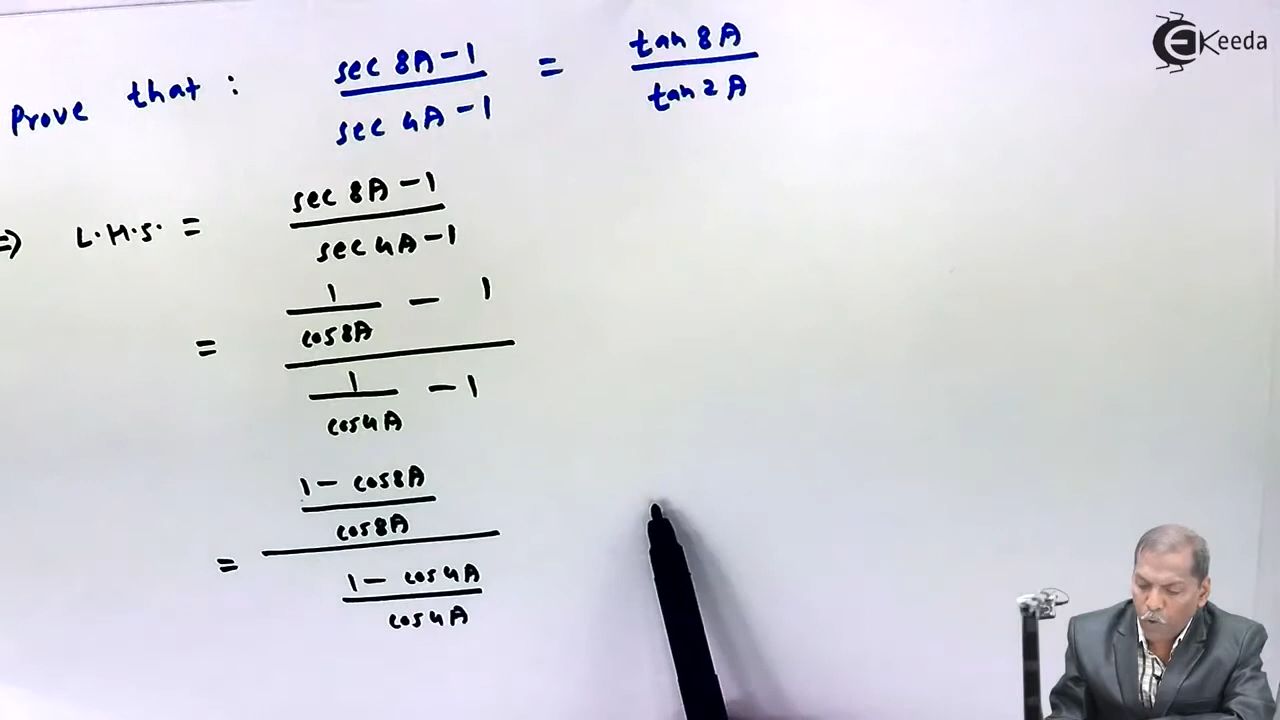 Prove that : sec 8A - 1 / sec 4A - 1 = tan 8A / tan 2A
=> L.H.S. = sec 8A - 1 / sec 4A - 1
= 1 / cos8A - 1 / 1 / cos4A - 1
= 1 - cos8A / cos8A / 1 - cos4A / cos4A
EKeeda